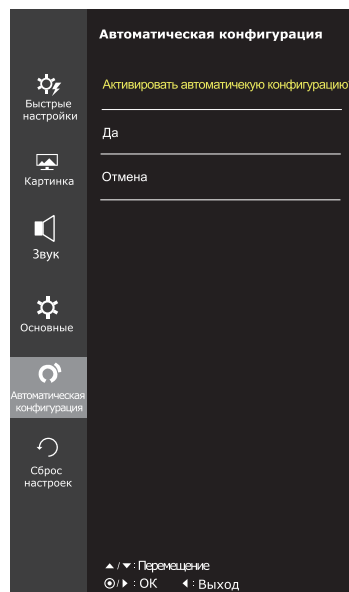 Автоматическая конфигурация
Быстрые
настройки
Картинка
Звук
Основные
Автоматическая
конфигурация
Сброс
настроек
Активировать автоматичекую конфигурацию?
Да
Отмена
▲ / ▼ : Перемещение
◉/► : OK ◄ : Выход